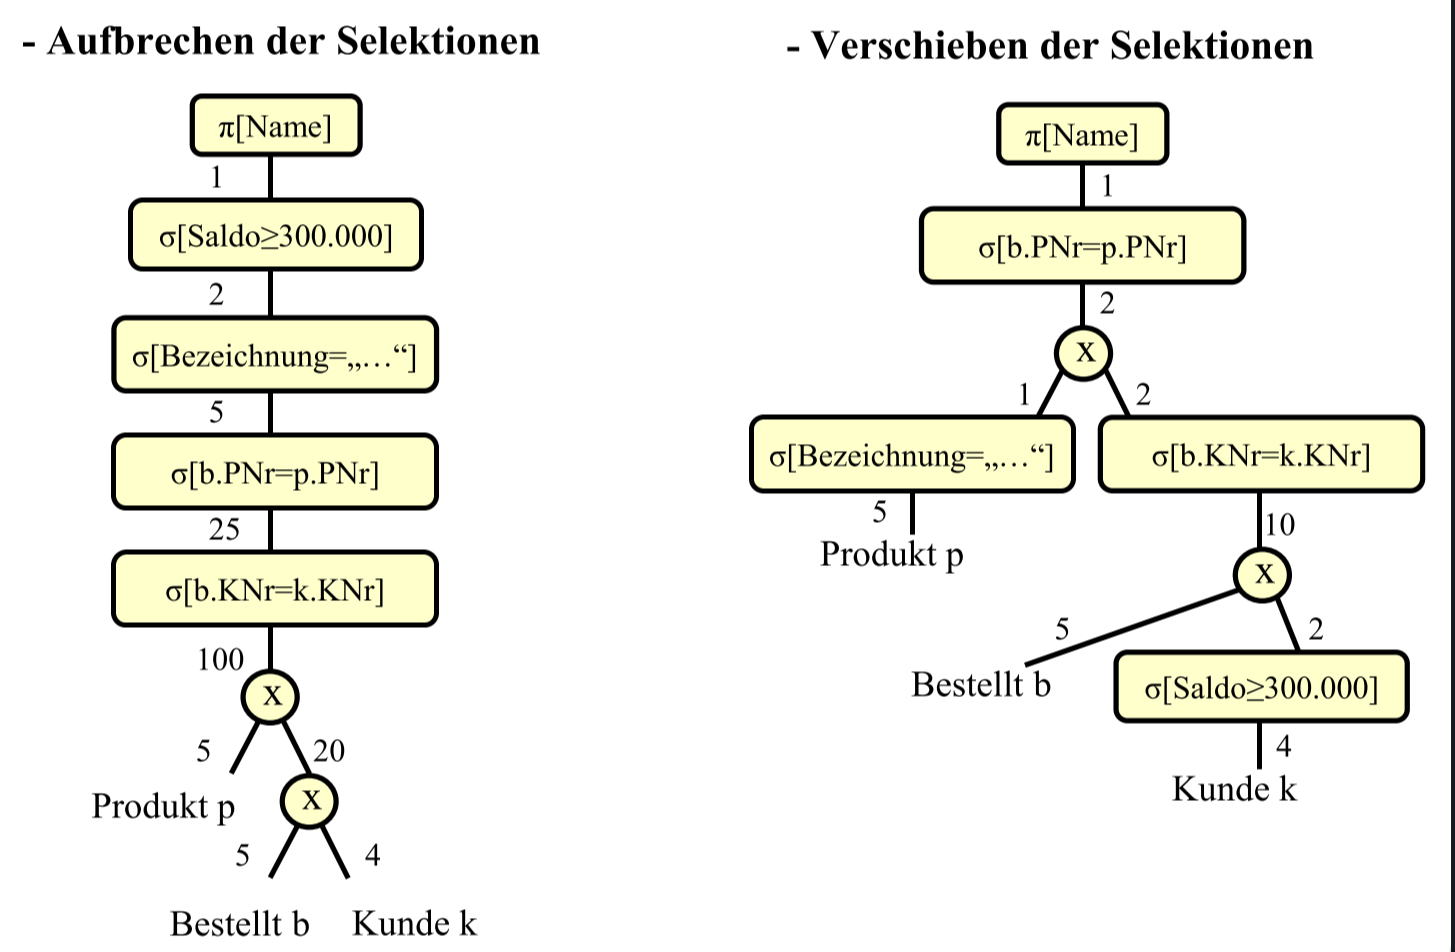 - Aufbrechen der Selektionen
π[Name]
1
σ[Saldo≥300.000]
2
σ[Bezeichnung=„…“]
5
σ[b.PNr=p.PNr]
25
σ[b.KNr=k.KNr]
100
X
5
20
Produkt p
X
5
4
Bestellt b
Kunde k
- Verschieben der Selektionen
π[Name]
1
σ[b.PNr=p.PNr]
2
X
1
2
σ[Bezeichnung=„…“]
σ[b.KNr=k.KNr]
5
10
Produkt p
X
5
2
Bestellt b
σ[Saldo≥300.000]
4
Kunde k